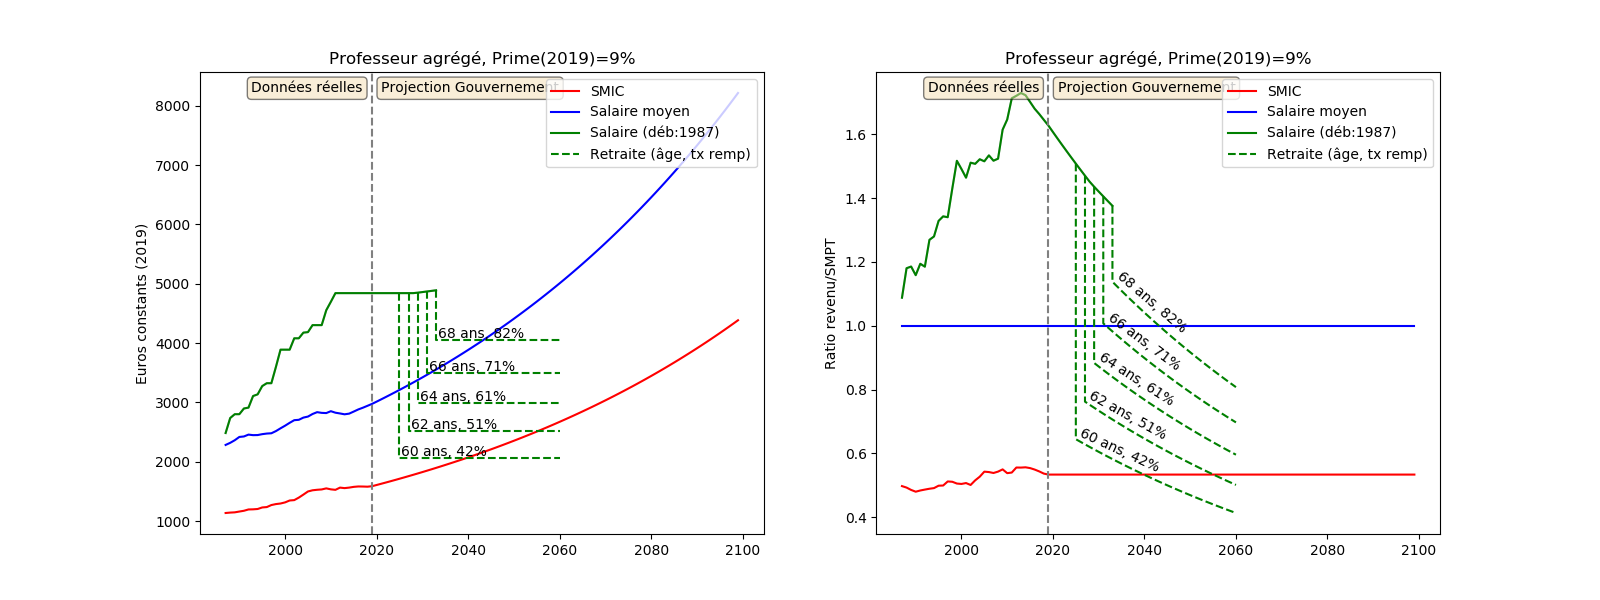 Professeur agrégé, Prime(2019)=9%
Données réelles
Projection Gouvernement
SMIC
Salaire moyen
Salaire (déb:1987)
Retraite (âge, tx remp)
Euros constants (2019)
8000
7000
6000
5000
4000
3000
2000
1000
68 ans, 82%
66 ans, 71%
64 ans, 61%
62 ans, 51%
60 ans, 42%
2000 2020 2040 2060 2080 2100
Professeur agrégé, Prime(2019)=9%
Données réelles
Projection Gouvernement
SMIC
Salaire moyen
Salaire (déb:1987)
Retraite (âge, tx remp)
Ratio revenu/SMPT
1.6
1.4
1.2
1.0
0.8
0.6
0.4
68 ans, 82%
66 ans, 71%
64 ans, 61%
62 ans, 51%
60 ans, 42%
2000 2020 2040 2060 2080 2100